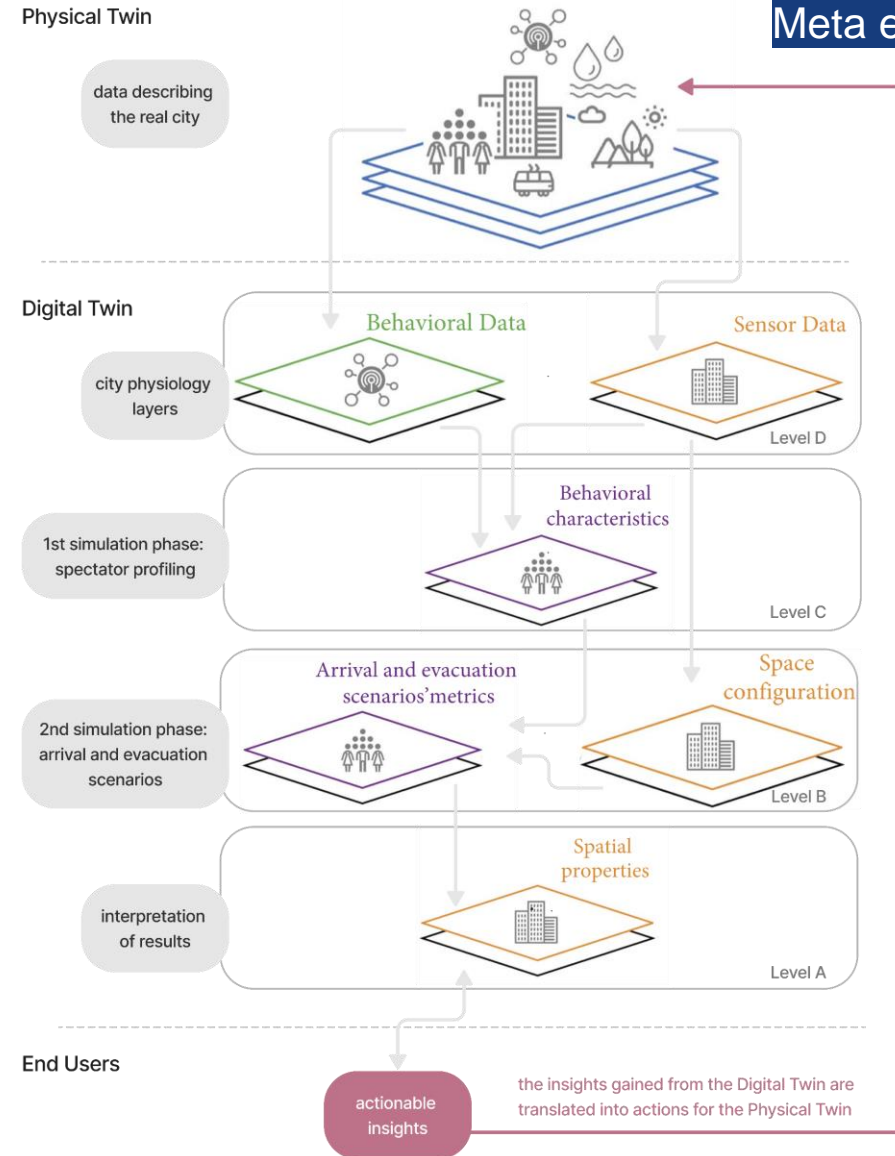 Physical Twin
Meta e
data describing
the real city
Digital Twin
Behavioral Data
Sensor Data
city physiology
layers
Level D
Behavioral
characteristics
1st simulation phase:
spectator profiling
Level C
Arrival and evacuation
scenarios'metrics
Space
configuration
2nd simulation phase:
arrival and evacuation
scenarios
Level B
Spatial
properties
interpretation
of results
Level A
End Users
actionable
insights
the insights gained from the Digital Twin are
translated into actions for the Physical Twin